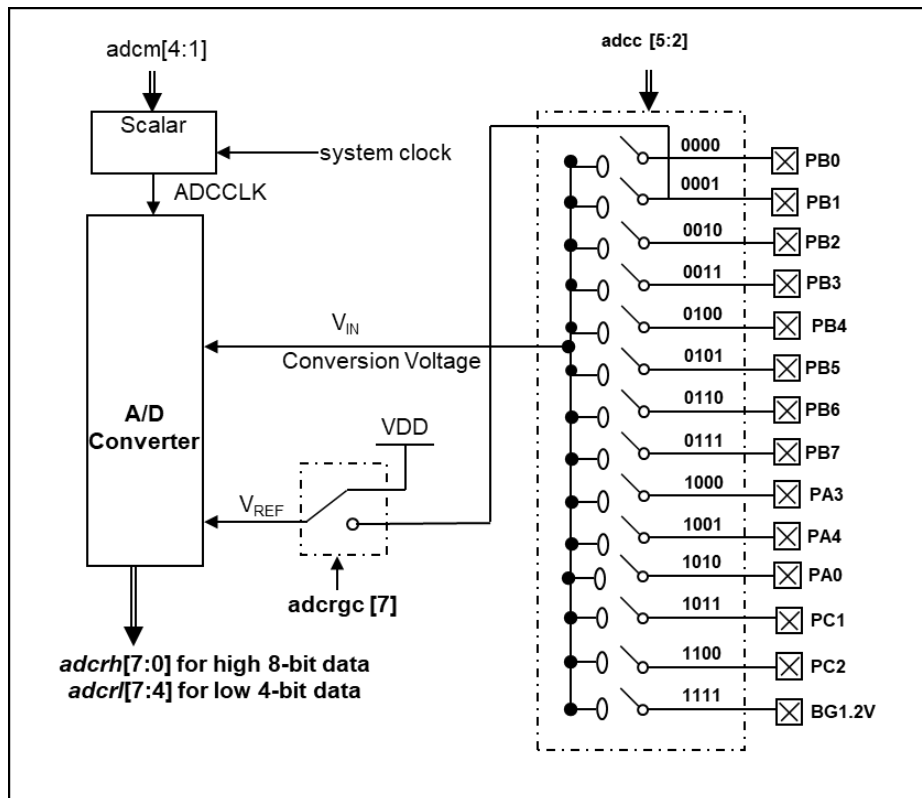 adcm[4:1]
adcc [5:2]
Scalar
system clock
ADCCLK
0000 PB0
0001 PB1
0010 PB2
0011 PB3
0100 PB4
V_IN
Conversion Voltage
0101 PB5
0110 PB6
A/D
Converter
VDD
0111 PB7
1000 PA3
V_REF
1001 PA4
1010 PA0
adcrgc [7]
1011 PC1
adcrh[7:0] for high 8-bit data
adcrl[7:4] for low 4-bit data
1100 PC2
1111 BG1.2V